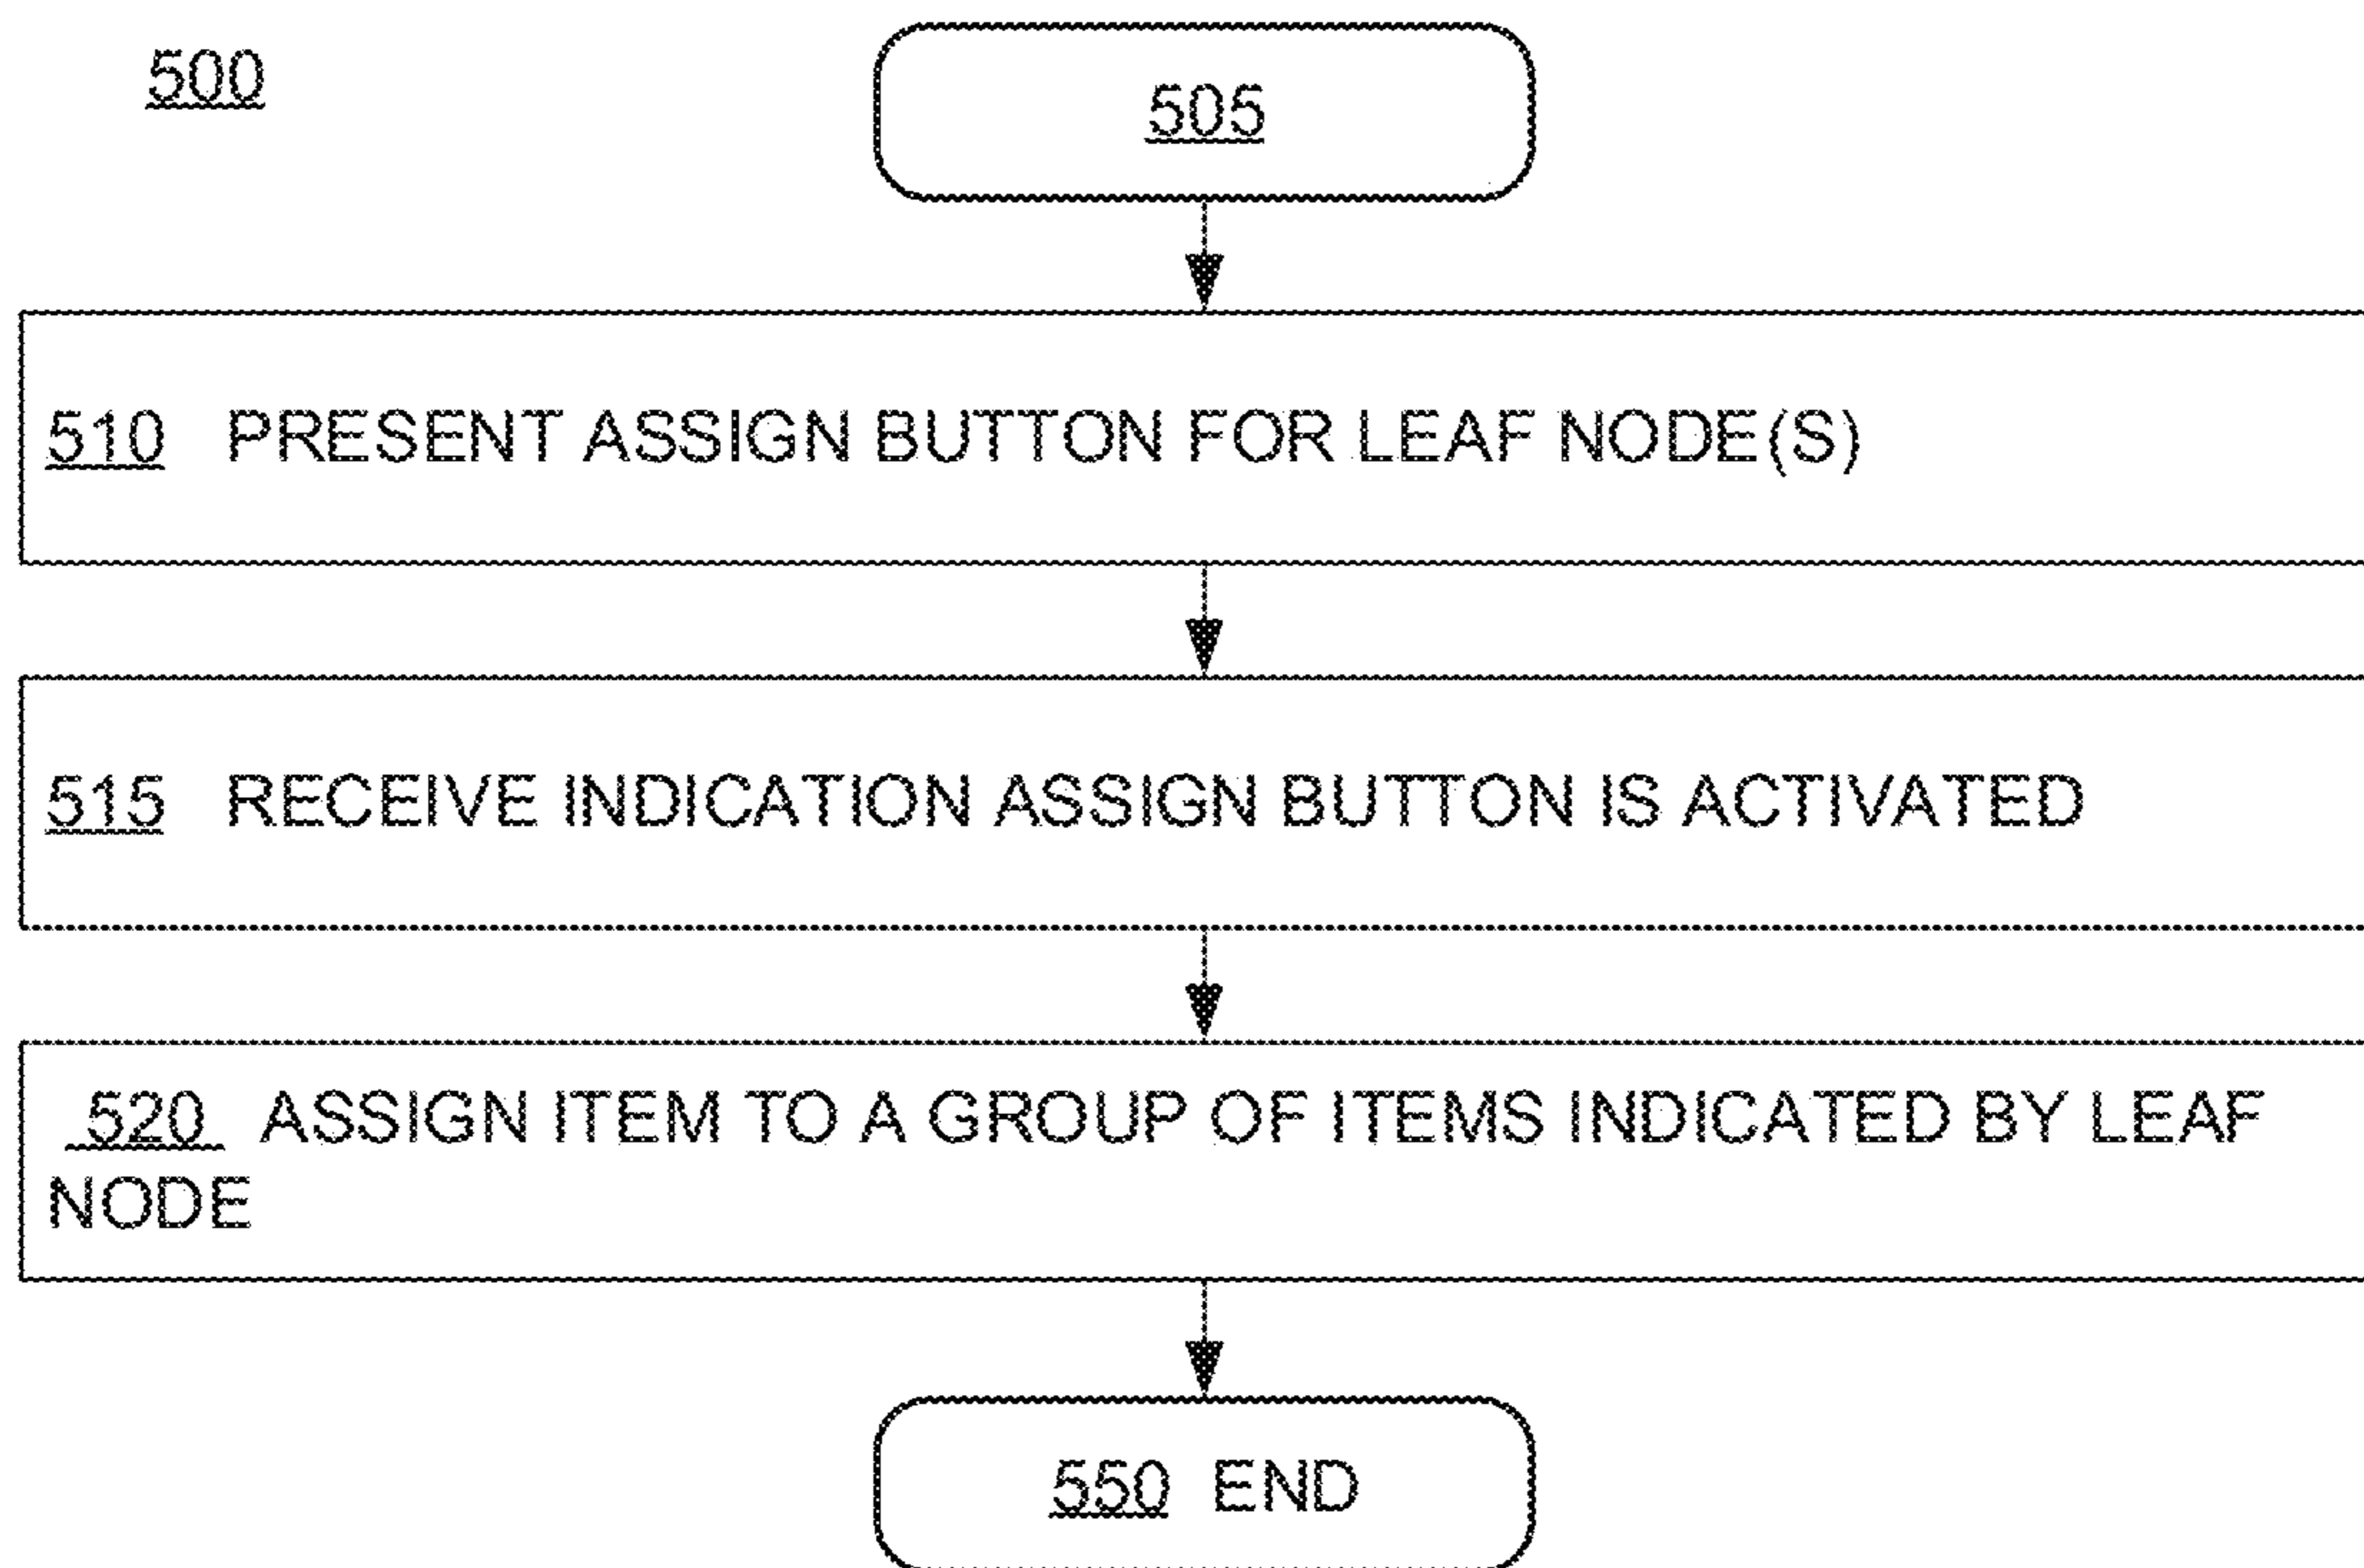 500
505
510 PRESENT ASSIGN BUTTON FOR LEAF NODE(S)
515 RECEIVE INDICATION ASSIGN BUTTON IS ACTIVATED
520 ASSIGN ITEM TO A GROUP OF ITEMS INDICATED BY LEAF
NODE
550 END